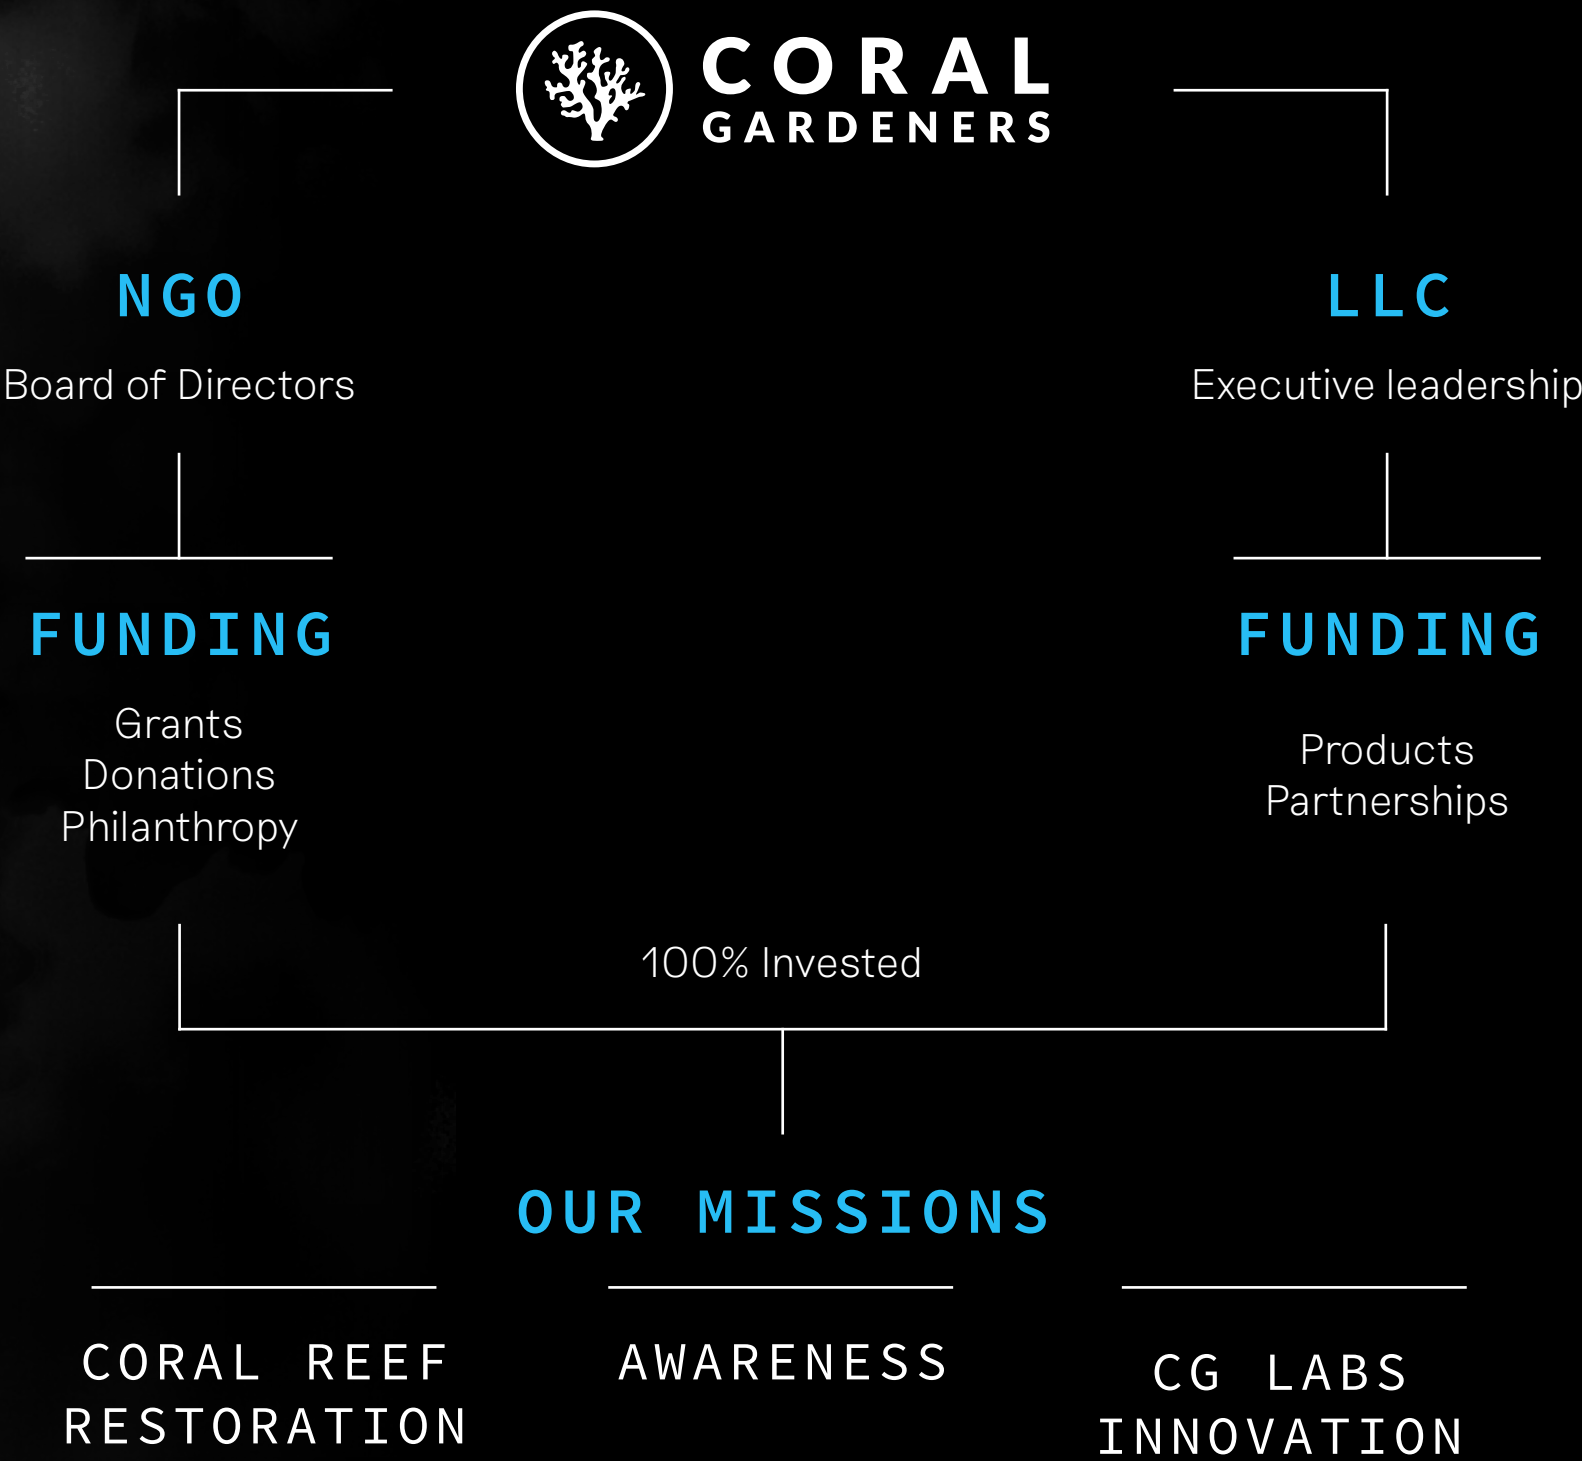 CORAL
GARDENERS
NGO
Board of Directors
FUNDING
Grants
Donations
Philanthropy
LLC
Executive leadership
FUNDING
Products
Partnerships
100% Invested
OUR MISSIONS
CORAL REEF
RESTORATION
AWARENESS
CG LABS
INNOVATION